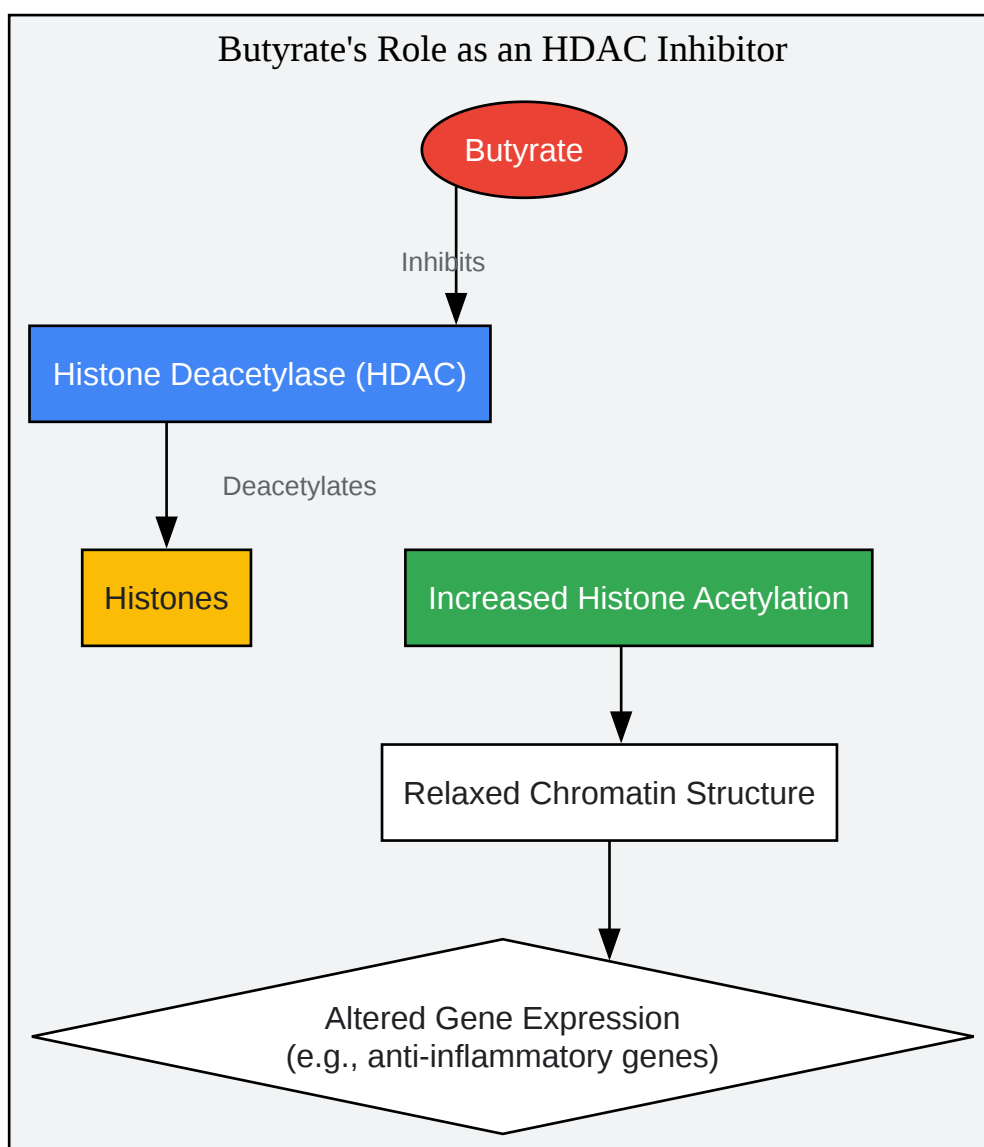 Butyrate's Role as an HDAC Inhibitor
Butyrate
Inhibits
Histone Deacetylase (HDAC)
Deacetylates
Histones
Increased Histone Acetylation
Relaxed Chromatin Structure
Altered Gene Expression
(e.g., anti-inflammatory genes)